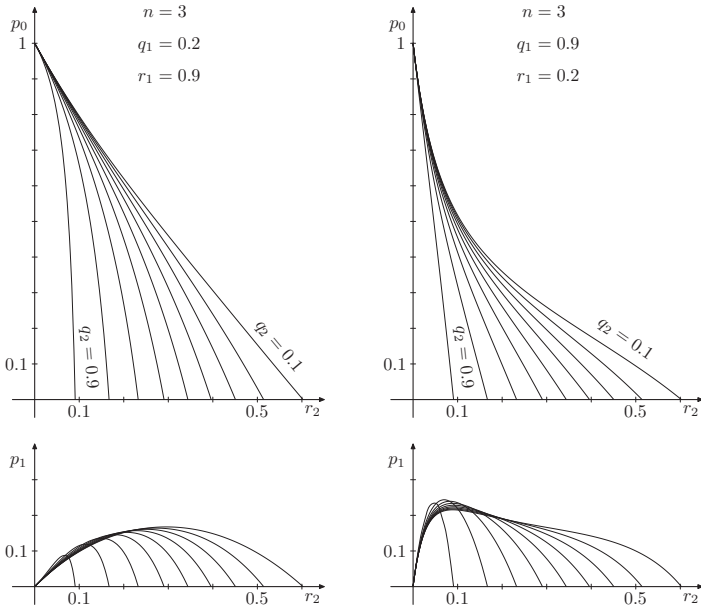 p₀
n = 3
q₁ = 0.2
r₁ = 0.9
1
0.1
q₂ = 0.9
q₂ = 0.1
0.1
0.5
r₂
p₀
n = 3
q₁ = 0.9
r₁ = 0.2
1
0.1
q₂ = 0.9
q₂ = 0.1
0.1
0.5
r₂
p₁
0.1
0.1
0.5
r₂
p₁
0.1
0.1
0.5
r₂